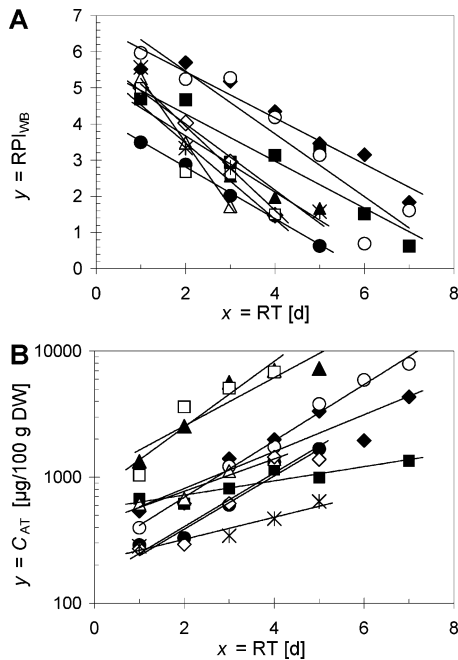 A
7
6
5
4
3
2
1
0
y = RPI_WB
0 2 4 6 8
x = RT [d]
B
10000
1000
100
y = C_AT [µg/100 g DW]
0 2 4 6 8
x = RT [d]